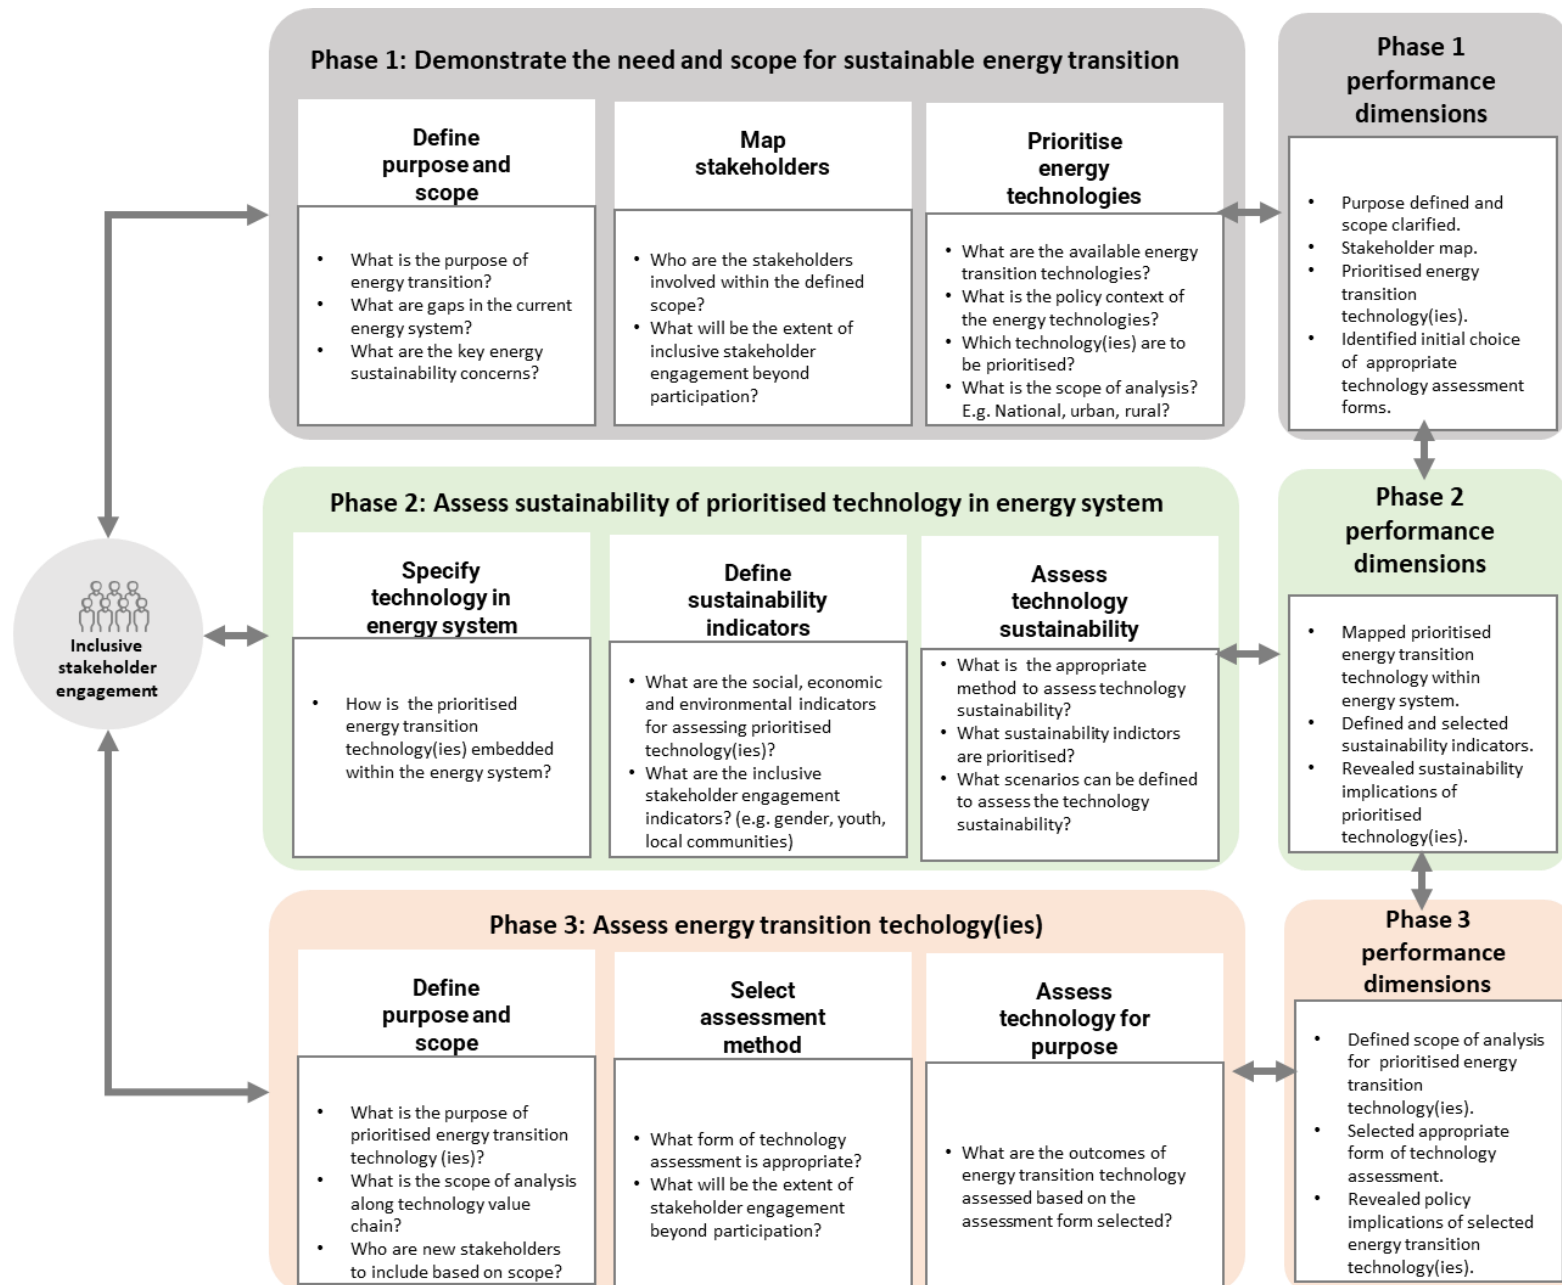 Phase 1: Demonstrate the need and scope for sustainable energy transition
Define
purpose and
scope
• What is the purpose of
energy transition?
• What are gaps in the current
energy system?
• What are the key energy
sustainability concerns?
Map
stakeholders
• Who are the stakeholders
involved within the defined
scope?
• What will be the extent of
inclusive stakeholder
engagement beyond
participation?
Prioritise
energy
technologies
• What are the available energy
transition technologies?
• What is the policy context of
the energy technologies?
• Which technology(ies) are to
be prioritised?
• What is the scope of analysis?
E.g. National, urban, rural?
Phase 1
performance
dimensions
• Purpose defined and
scope clarified.
• Stakeholder map.
• Prioritised energy
transition
technology(ies).
• Identified initial choice
of appropriate
technology assessment
forms.
Inclusive
stakeholder
engagement
Phase 2: Assess sustainability of prioritised technology in energy system
Specify
technology in
energy system
• How is the prioritised
energy transition
technology(ies) embedded
within the energy system?
Define
sustainability
indicators
• What are the social, economic
and environmental indicators
for assessing prioritised
technology(ies)?
• What are the inclusive
stakeholder engagement
indicators? (e.g. gender, youth,
local communities)
Assess
technology
sustainability
• What is the appropriate
method to assess technology
sustainability?
• What sustainability indictors
are prioritised?
• What scenarios can be defined
to assess the technology
sustainability?
Phase 2
performance
dimensions
• Mapped prioritised
energy transition
technology within
energy system.
• Defined and selected
sustainability indicators.
• Revealed sustainability
implications of
prioritised
technology(ies).
Phase 3: Assess energy transition techology(ies)
Define
purpose and
scope
• What is the purpose of
prioritised energy transition
technology (ies)?
• What is the scope of analysis
along technology value
chain?
• Who are new stakeholders
to include based on scope?
Select
assessment
method
• What form of technology
assessment is appropriate?
• What will be the extent of
stakeholder engagement
beyond participation?
Assess
technology for
purpose
• What are the outcomes of
energy transition technology
assessed based on the
assessment form selected?
Phase 3
performance
dimensions
• Defined scope of analysis
for prioritised energy
transition
technology(ies).
• Selected appropriate
form of technology
assessment.
• Revealed policy
implications of selected
energy transition
technology(ies).